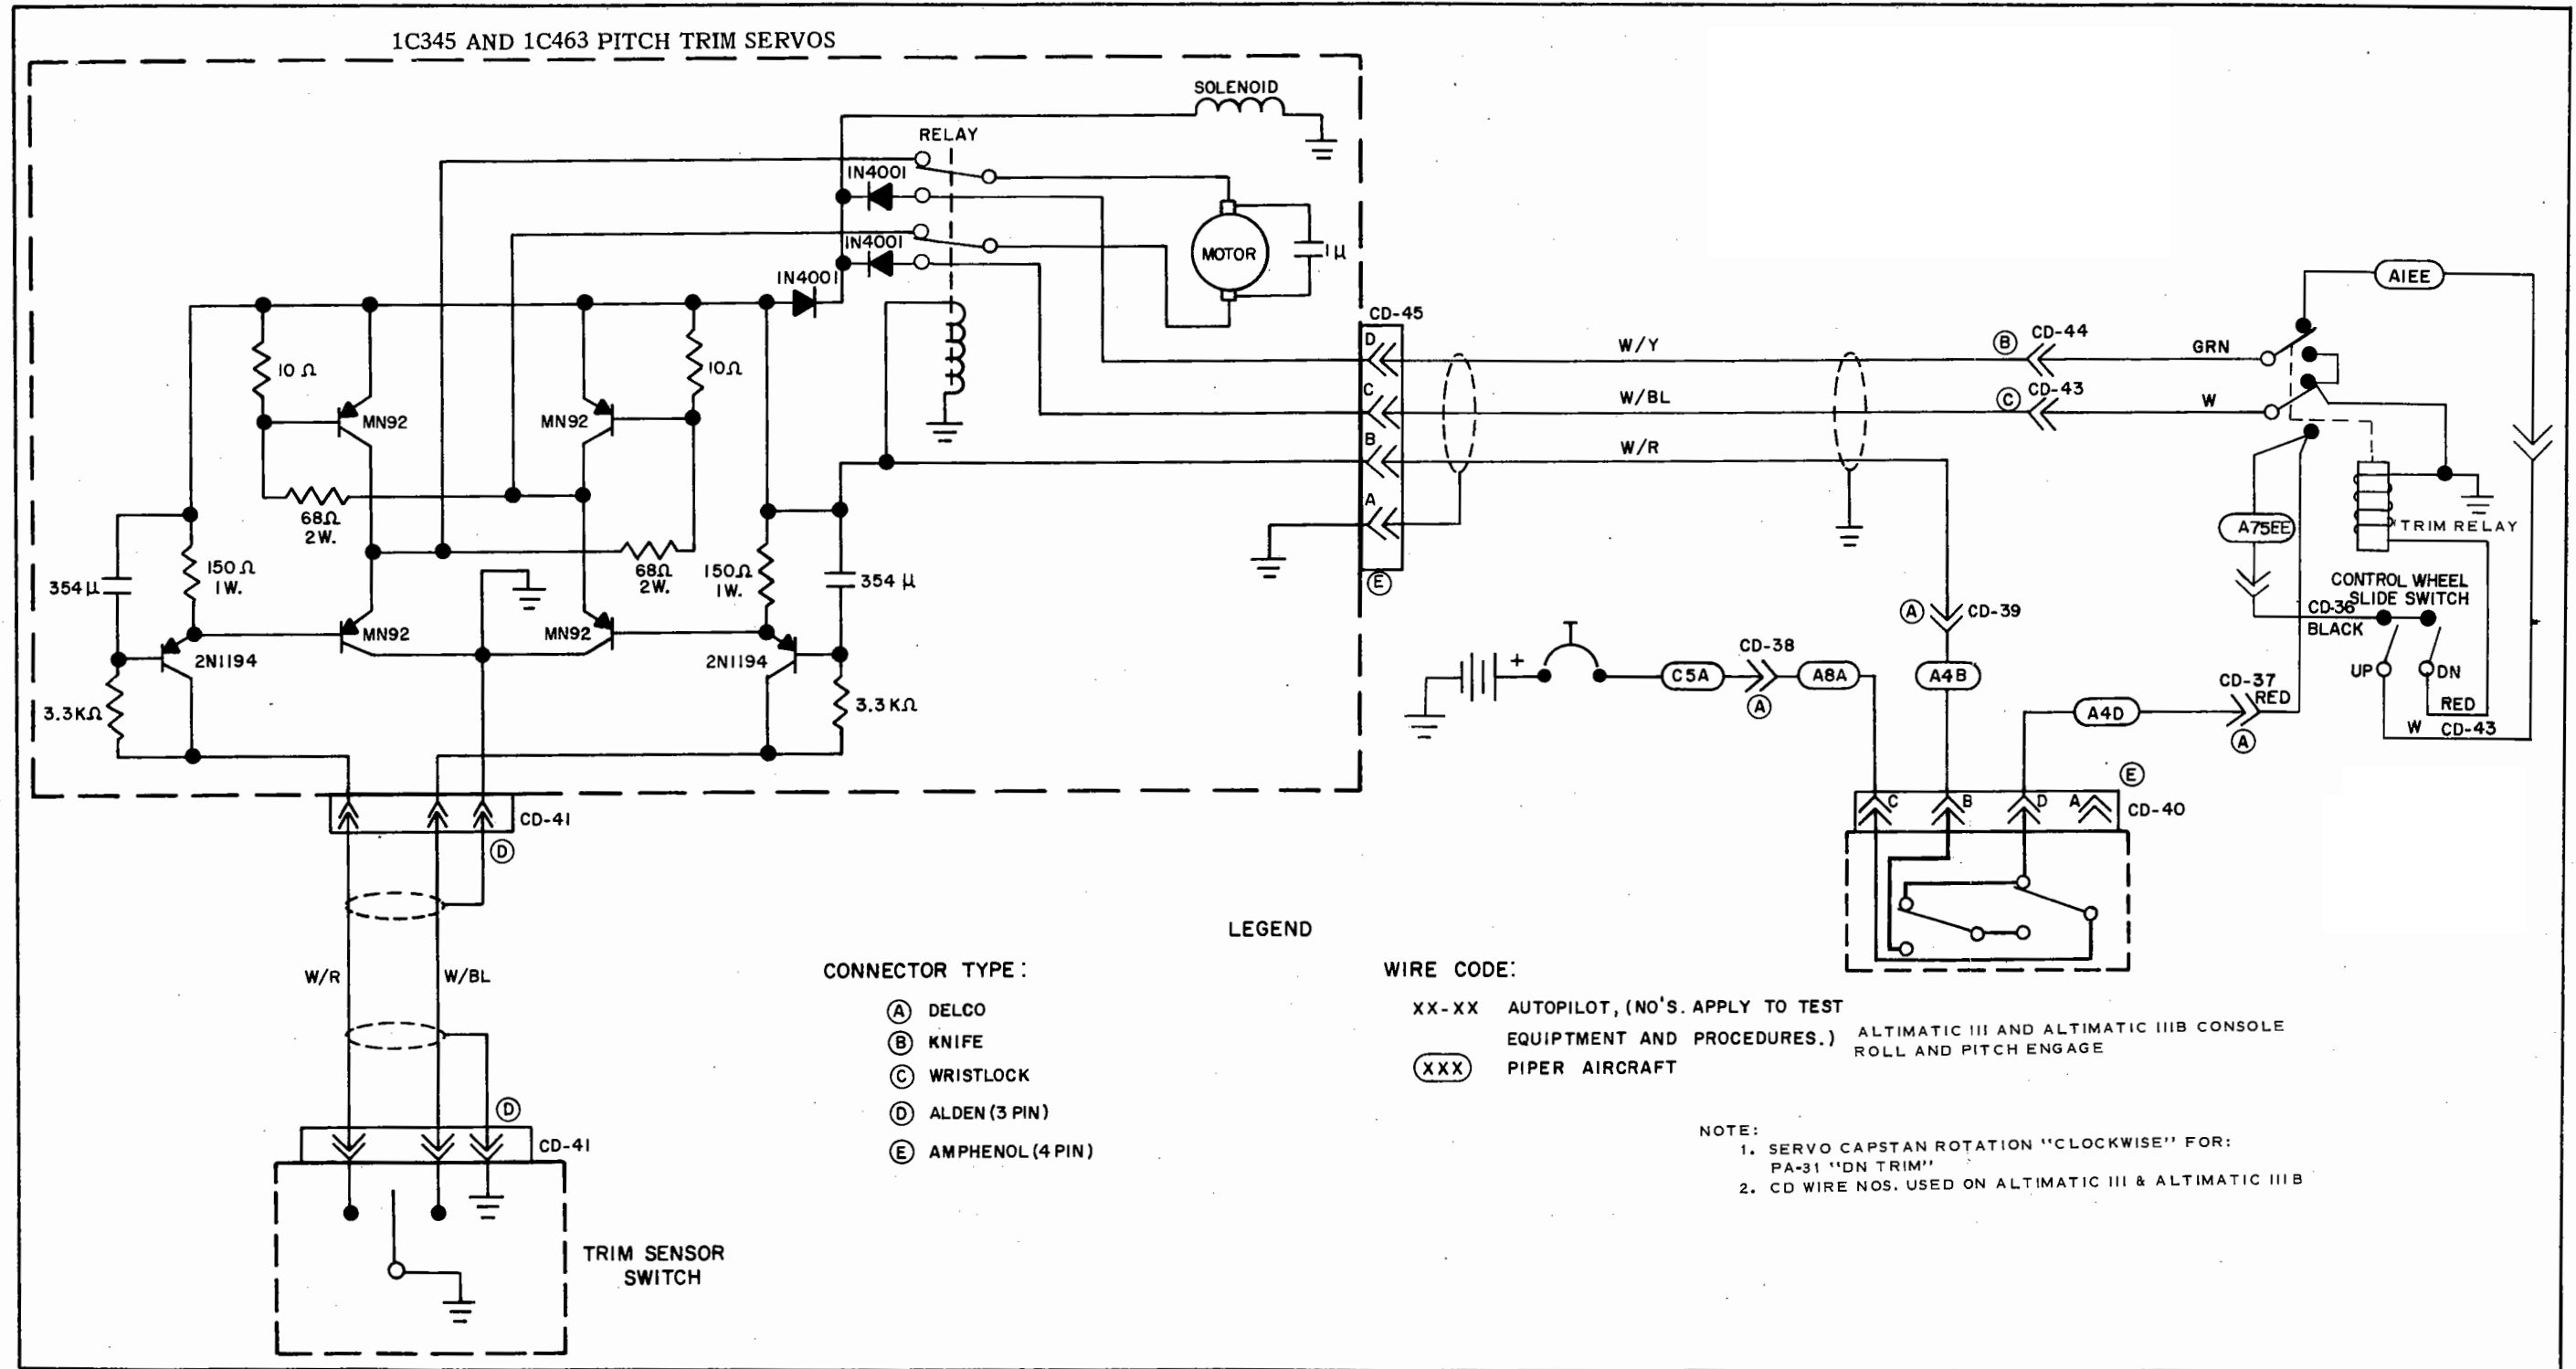 1C345 AND 1C463 PITCH TRIM SERVOS
SOLENOID
RELAY
1N4001
1N4001
1N4001
MOTOR
1µ
10Ω
MN92
MN92
10Ω
68Ω
2W.
68Ω
2W.
354µ
150Ω
1W.
150Ω
1W.
354µ
MN92
MN92
2N1194
2N1194
3.3KΩ
3.3KΩ
CD-45
D
C
B
A
E
W/Y
W/BL
W/R
B CD-44
C CD-43
GRN
W
A1EE
A75EE
TRIM RELAY
CONTROL WHEEL
SLIDE SWITCH
CD-36
BLACK
UP
DN
RED
W CD-43
CD-37
RED
A
A4D
A CD-39
A4B
+
C5A
CD-38
A
A8A
E
C B D A
CD-40
CD-41
D
W/R
W/BL
D
CD-41
TRIM SENSOR
SWITCH
LEGEND
CONNECTOR TYPE:
A DELCO
B KNIFE
C WRISTLOCK
D ALDEN (3 PIN)
E AMPHENOL (4 PIN)
WIRE CODE:
XX-XX AUTOPILOT, (NO'S. APPLY TO TEST
EQUIPTMENT AND PROCEDURES.)
XXX PIPER AIRCRAFT
ALTIMATIC III AND ALTIMATIC IIIB CONSOLE
ROLL AND PITCH ENGAGE
NOTE:
1. SERVO CAPSTAN ROTATION "CLOCKWISE" FOR:
PA-31 "DN TRIM"
2. CD WIRE NOS. USED ON ALTIMATIC III & ALTIMATIC IIIB